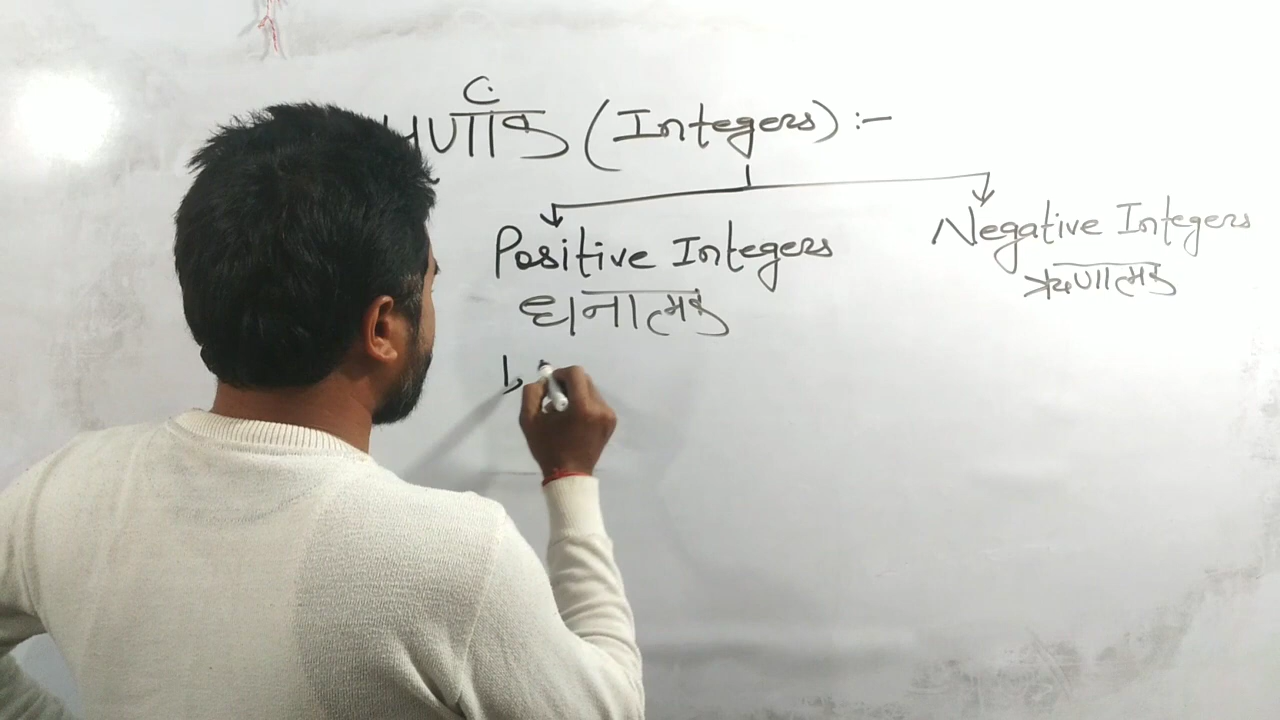 पूर्णांक (Integers) :-
Positive Integers
धनात्मक
Negative Integers
ऋणात्मक
1,